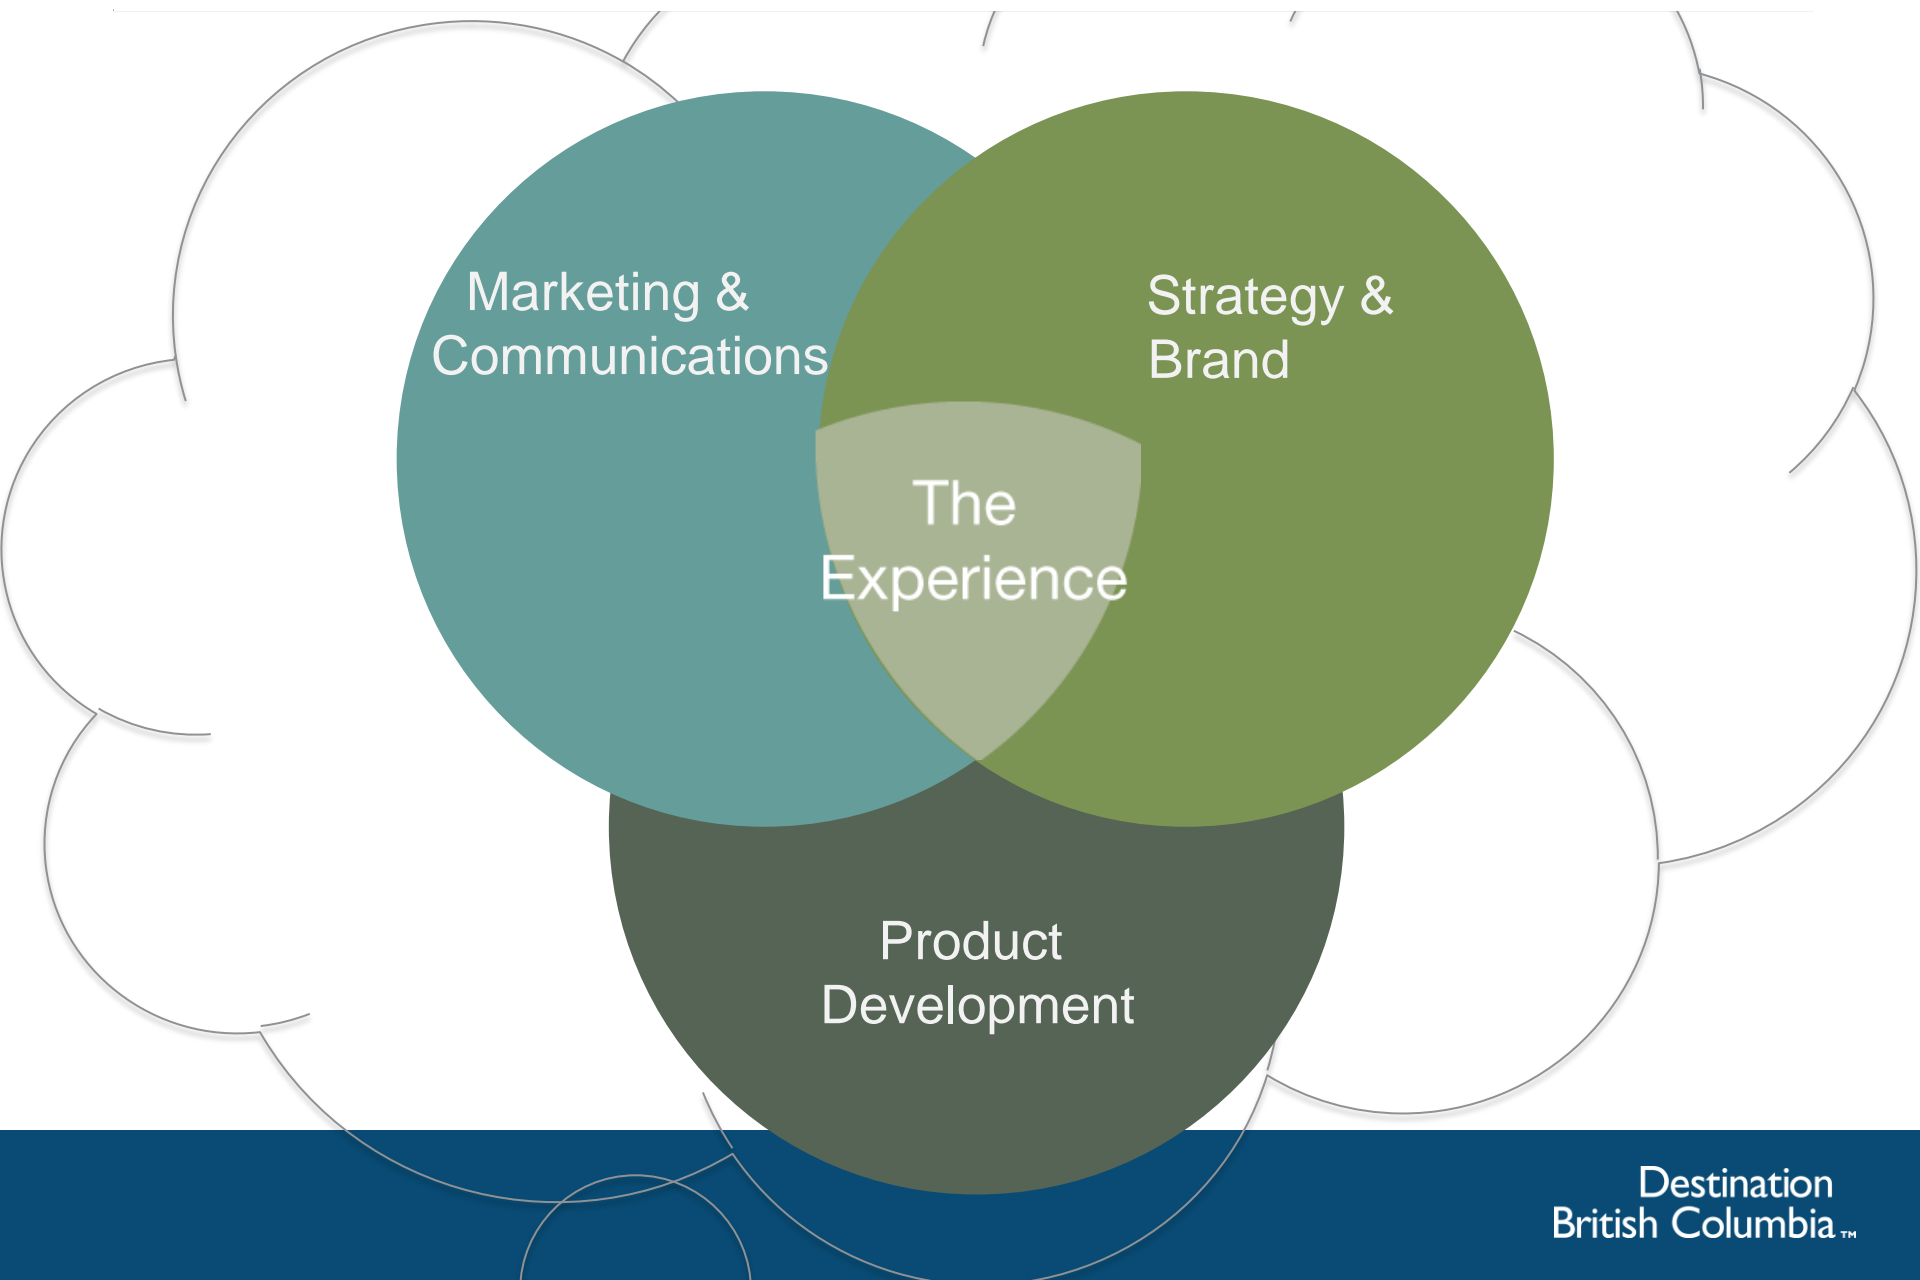 Marketing &
Communications
Strategy &
Brand
The
Experience
Product
Development
Destination
British Columbia™